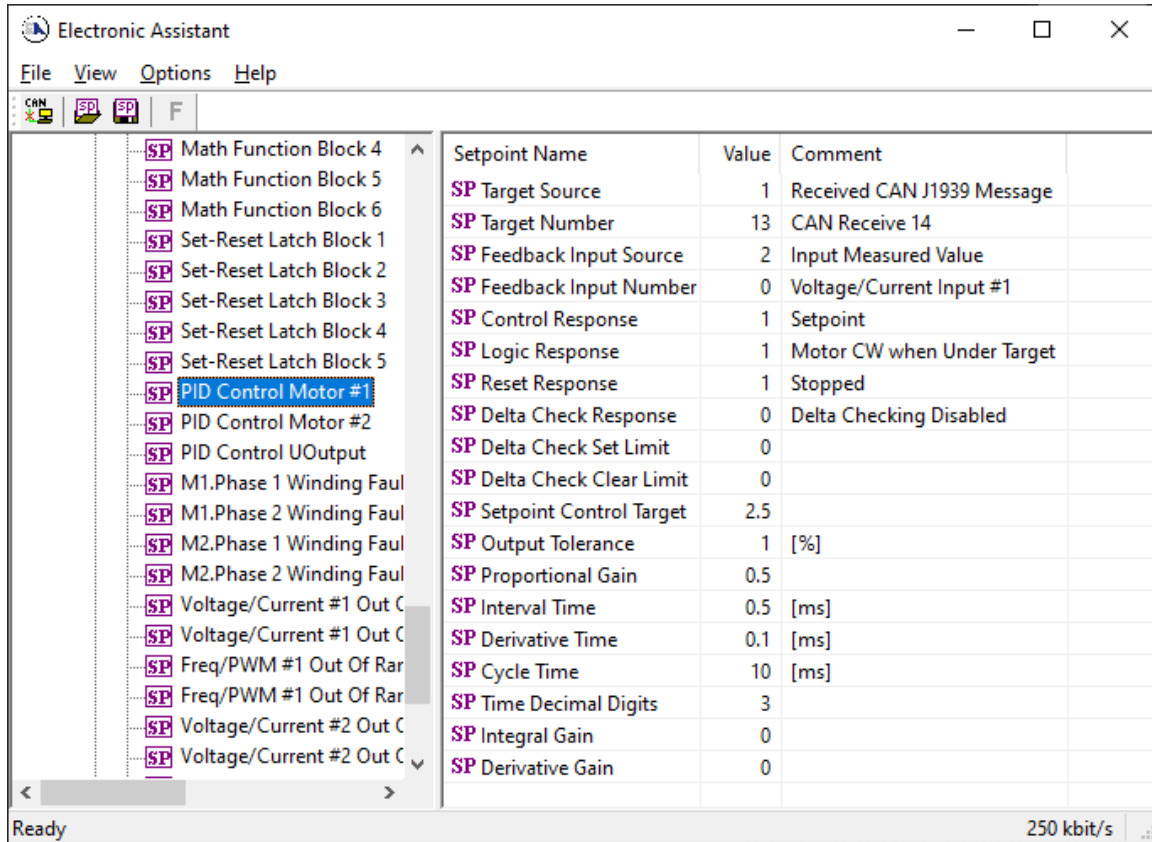 Electronic Assistant
File View Options Help
CAN SP SP F
SP Math Function Block 4
SP Math Function Block 5
SP Math Function Block 6
SP Set-Reset Latch Block 1
SP Set-Reset Latch Block 2
SP Set-Reset Latch Block 3
SP Set-Reset Latch Block 4
SP Set-Reset Latch Block 5
SP PID Control Motor #1
SP PID Control Motor #2
SP PID Control UOutput
SP M1.Phase 1 Winding Faul
SP M1.Phase 2 Winding Faul
SP M2.Phase 1 Winding Faul
SP M2.Phase 2 Winding Faul
SP Voltage/Current #1 Out
SP Voltage/Current #1 Out
SP Freq/PWM #1 Out Of Ran
SP Freq/PWM #1 Out Of Ran
SP Voltage/Current #2 Out
SP Voltage/Current #2 Out
Setpoint Name Value Comment
SP Target Source 1 Received CAN J1939 Message
SP Target Number 13 CAN Receive 14
SP Feedback Input Source 2 Input Measured Value
SP Feedback Input Number 0 Voltage/Current Input #1
SP Control Response 1 Setpoint
SP Logic Response 1 Motor CW when Under Target
SP Reset Response 1 Stopped
SP Delta Check Response 0 Delta Checking Disabled
SP Delta Check Set Limit 0
SP Delta Check Clear Limit 0
SP Setpoint Control Target 2.5
SP Output Tolerance 1 [%]
SP Proportional Gain 0.5
SP Interval Time 0.5 [ms]
SP Derivative Time 0.1 [ms]
SP Cycle Time 10 [ms]
SP Time Decimal Digits 3
SP Integral Gain 0
SP Derivative Gain 0
Ready 250 kbit/s